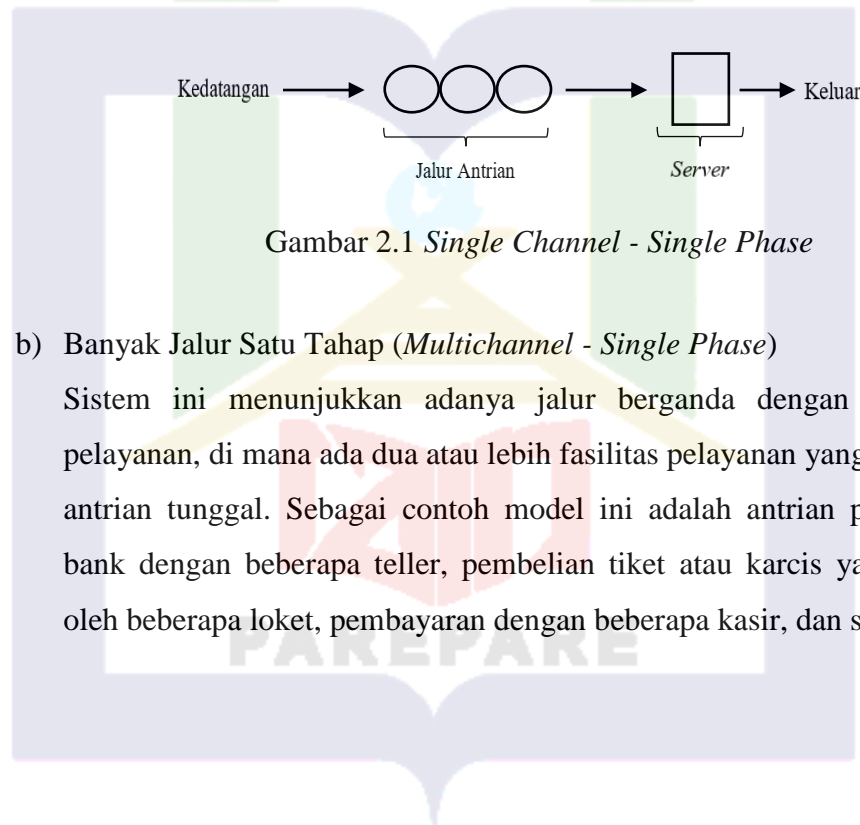 Kedatangan
Keluar
Jalur Antrian
Server
Gambar 2.1 Single Channel - Single Phase
b) Banyak Jalur Satu Tahap (Multichannel - Single Phase)
Sistem ini menunjukkan adanya jalur berganda dengan
pelayanan, di mana ada dua atau lebih fasilitas pelayanan yang
antrian tunggal. Sebagai contoh model ini adalah antrian
bank dengan beberapa teller, pembelian tiket atau karcis
oleh beberapa loket, pembayaran dengan beberapa kasir, dan
PAREPARE